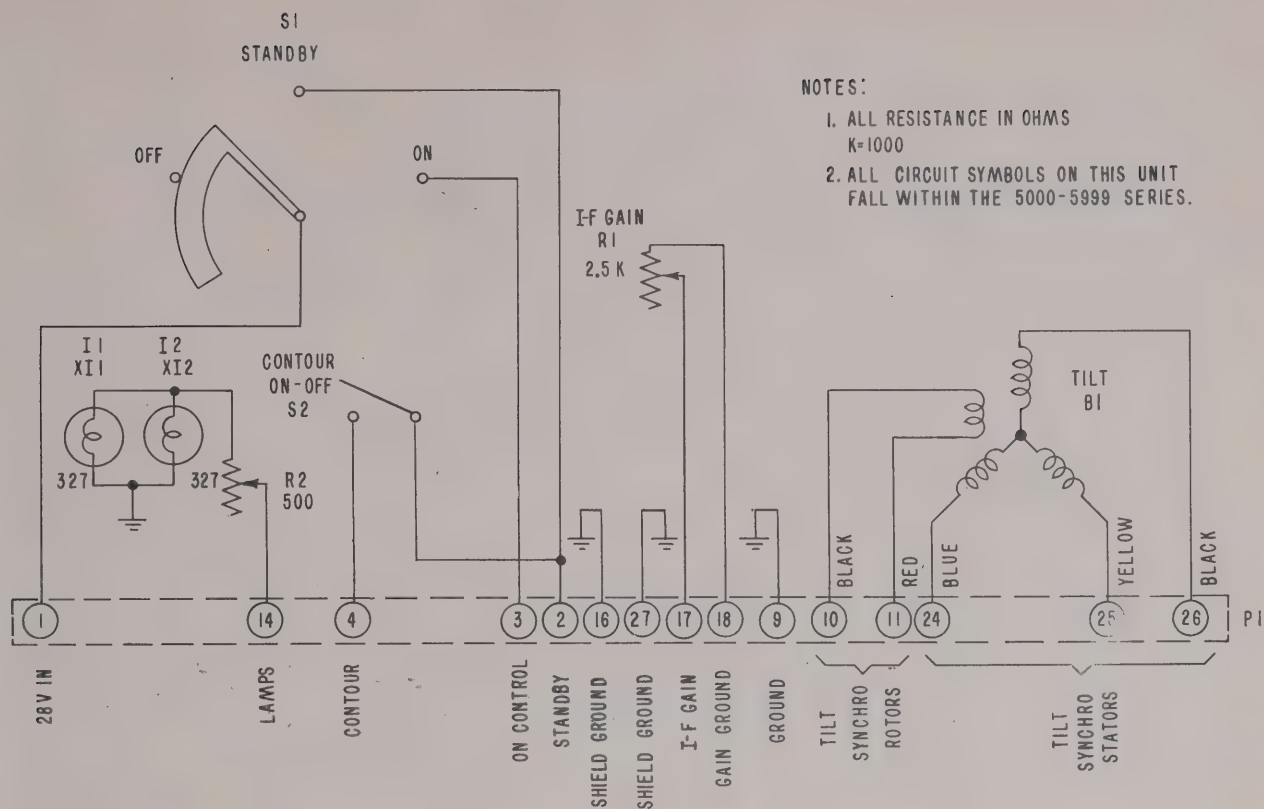 S1
STANDBY
OFF
ON
NOTES:
1. ALL RESISTANCE IN OHMS
K=1000
2. ALL CIRCUIT SYMBOLS ON THIS UNIT
FALL WITHIN THE 5000-5999 SERIES.
I-F GAIN
R1
2.5 K
I1
XI1
I2
XI2
327
327
R2
500
CONTOUR
ON-OFF
S2
TILT
B1
BLACK
RED
BLUE
YELLOW
BLACK
1
14
4
3
2
16
27
17
18
9
10
11
24
25
26
P1
28V IN
LAMPS
CONTOUR
ON CONTROL
STANDBY
SHIELD GROUND
SHIELD GROUND
I-F GAIN
GAIN GROUND
GROUND
TILT
SYNCHRO
ROTORS
TILT
SYNCHRO
STATORS